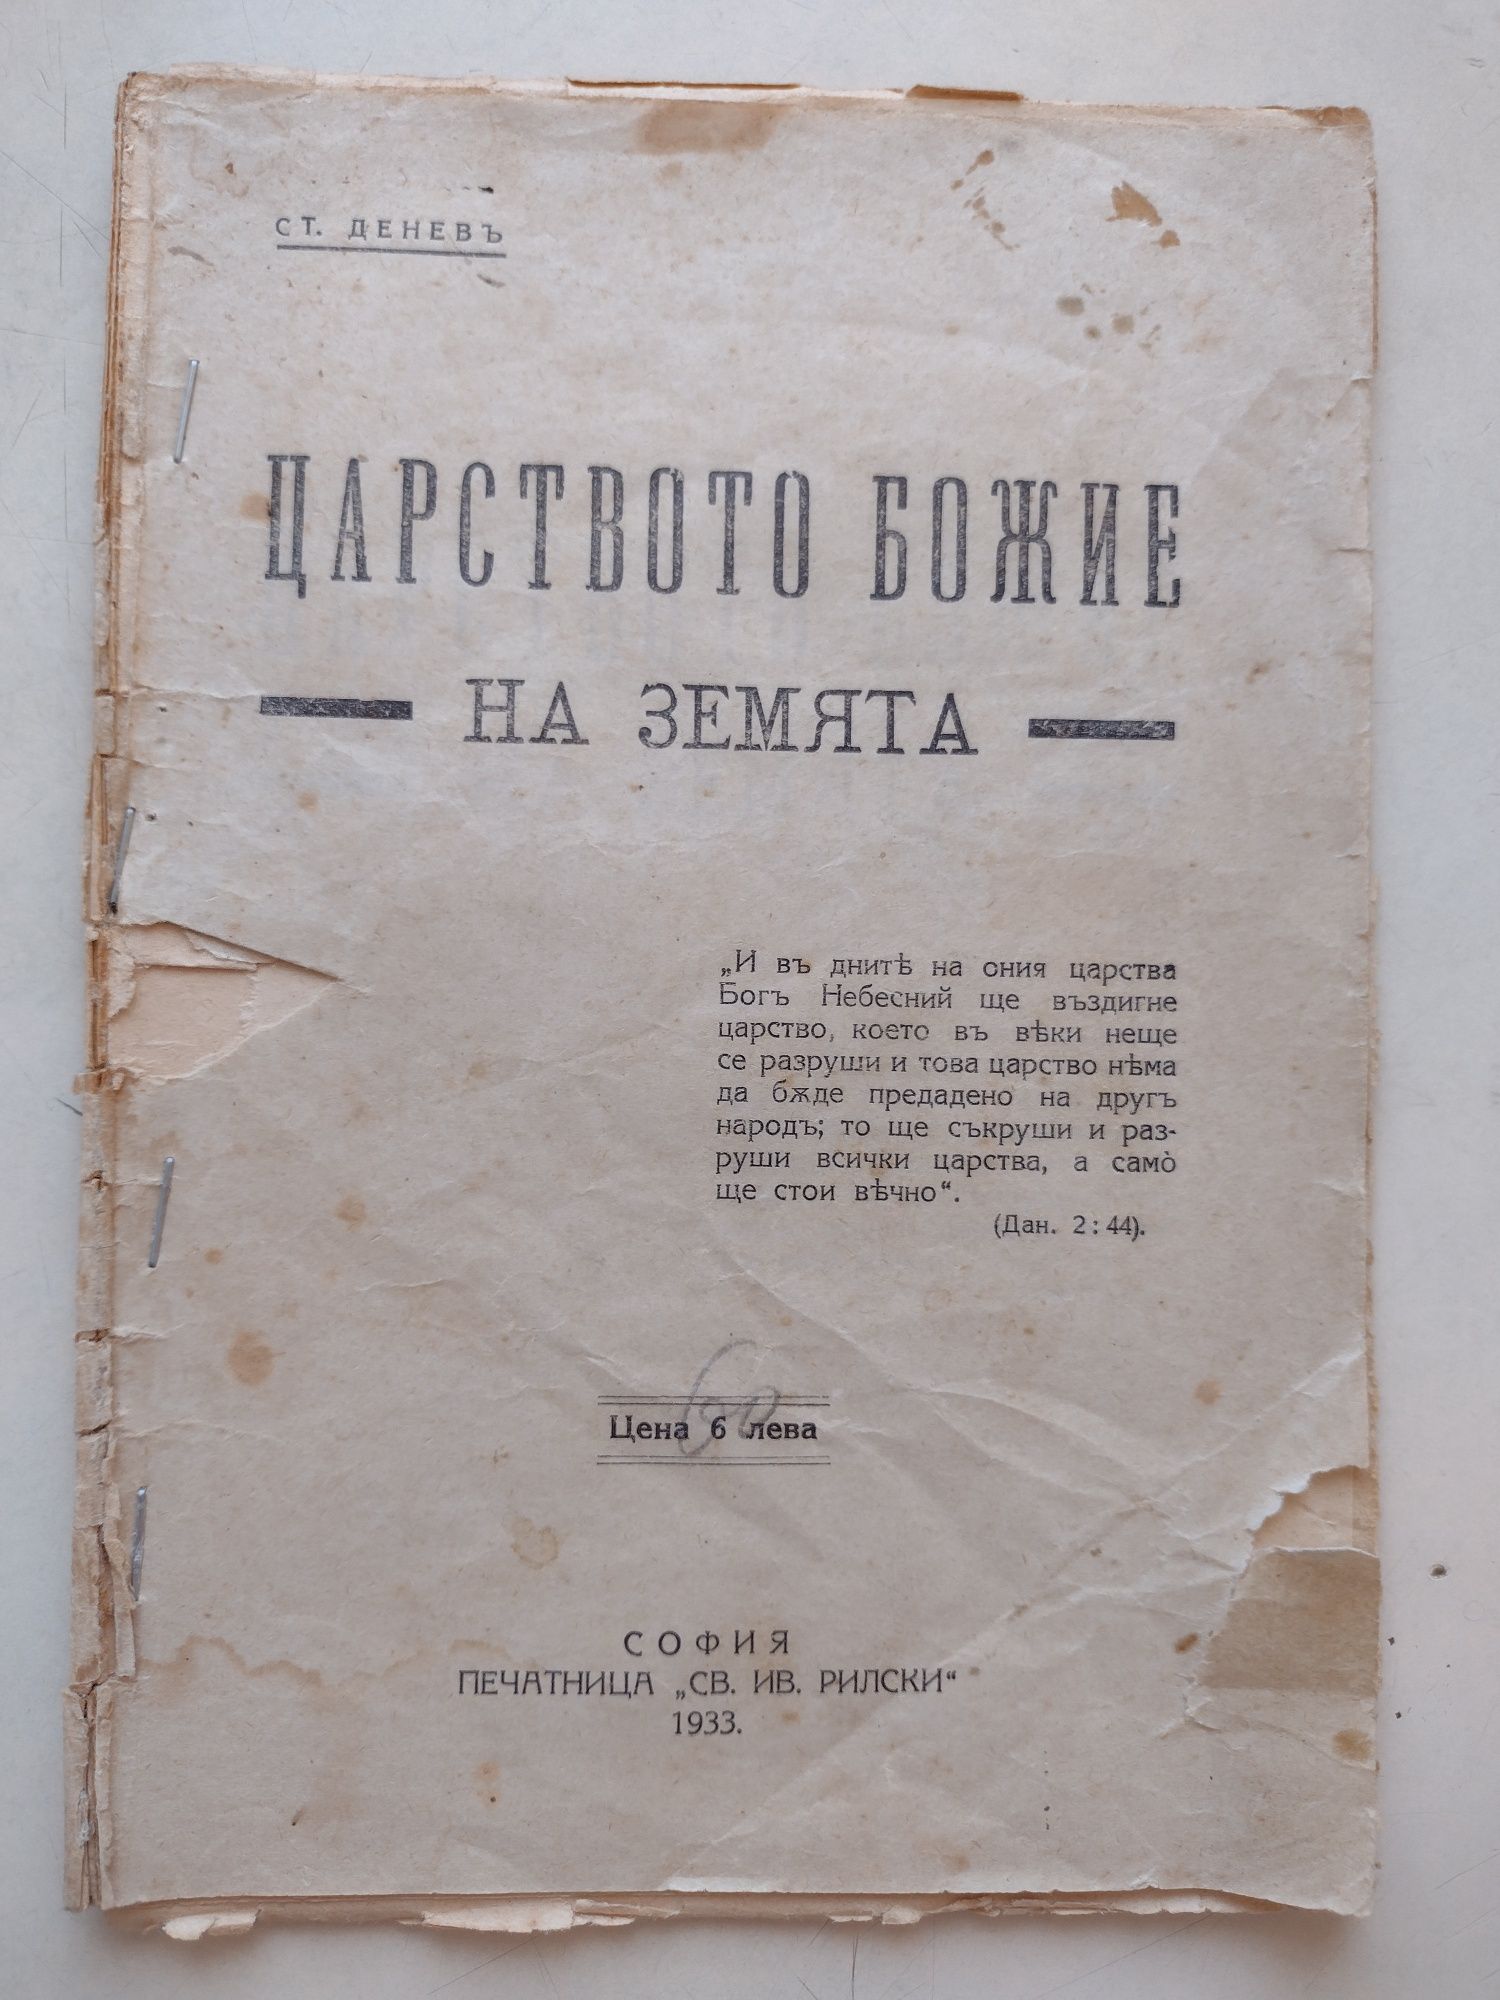 СТ. ДЕНЕВЪ
ЦАРСТВОТО БОЖИЕ
НА ЗЕМЯТА
„И въ днитѣ на ония царства
Богъ Небесний ще въздигне
царство, което въ вѣки неще
се разруши и това царство нѣма
да бѫде предадено на другъ
народъ; то ще съкруши и раз-
руши всички царства, а само̀
ще стои вѣчно“.
(Дан. 2:44).
Цена 6 лева
СОФИЯ
ПЕЧАТНИЦА „СВ. ИВ. РИЛСКИ“
1933.